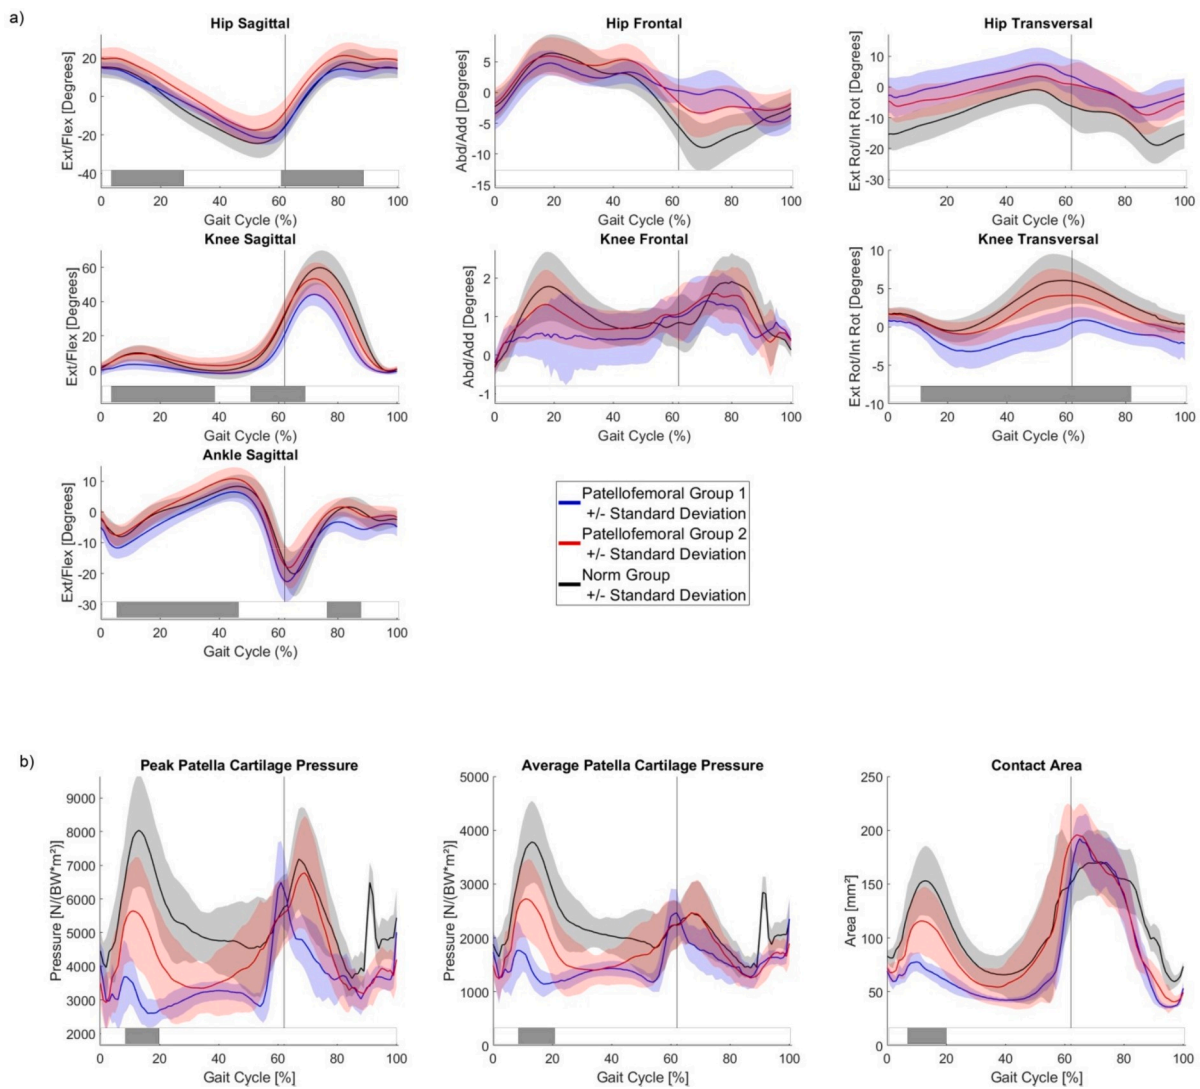 a)
Hip Sagittal
Ext/Flex [Degrees]
20
0
-20
-40
0 20 40 60 80 100
Gait Cycle (%)
Hip Frontal
Abd/Add [Degrees]
5
0
-5
-10
-15
0 20 40 60 80 100
Gait Cycle (%)
Hip Transversal
Ext Rot/Int Rot [Degrees]
10
0
-10
-20
-30
0 20 40 60 80 100
Gait Cycle (%)
Knee Sagittal
Ext/Flex [Degrees]
60
40
20
0
0 20 40 60 80 100
Gait Cycle (%)
Knee Frontal
Abd/Add [Degrees]
2
1
0
-1
0 20 40 60 80 100
Gait Cycle (%)
Knee Transversal
Ext Rot/Int Rot [Degrees]
10
5
0
-5
-10
0 20 40 60 80 100
Gait Cycle (%)
Ankle Sagittal
Ext/Flex [Degrees]
10
0
-10
-20
-30
0 20 40 60 80 100
Gait Cycle (%)
Patellofemoral Group 1
+/- Standard Deviation
Patellofemoral Group 2
+/- Standard Deviation
Norm Group
+/- Standard Deviation
b)
Peak Patella Cartilage Pressure
Pressure [N/(BW*m²)]
9000
8000
7000
6000
5000
4000
3000
2000
0 20 40 60 80 100
Gait Cycle [%]
Average Patella Cartilage Pressure
Pressure [N/(BW*m²)]
5000
4000
3000
2000
1000
0
0 20 40 60 80 100
Gait Cycle [%]
Contact Area
Area [mm²]
250
200
150
100
50
0
0 20 40 60 80 100
Gait Cycle [%]